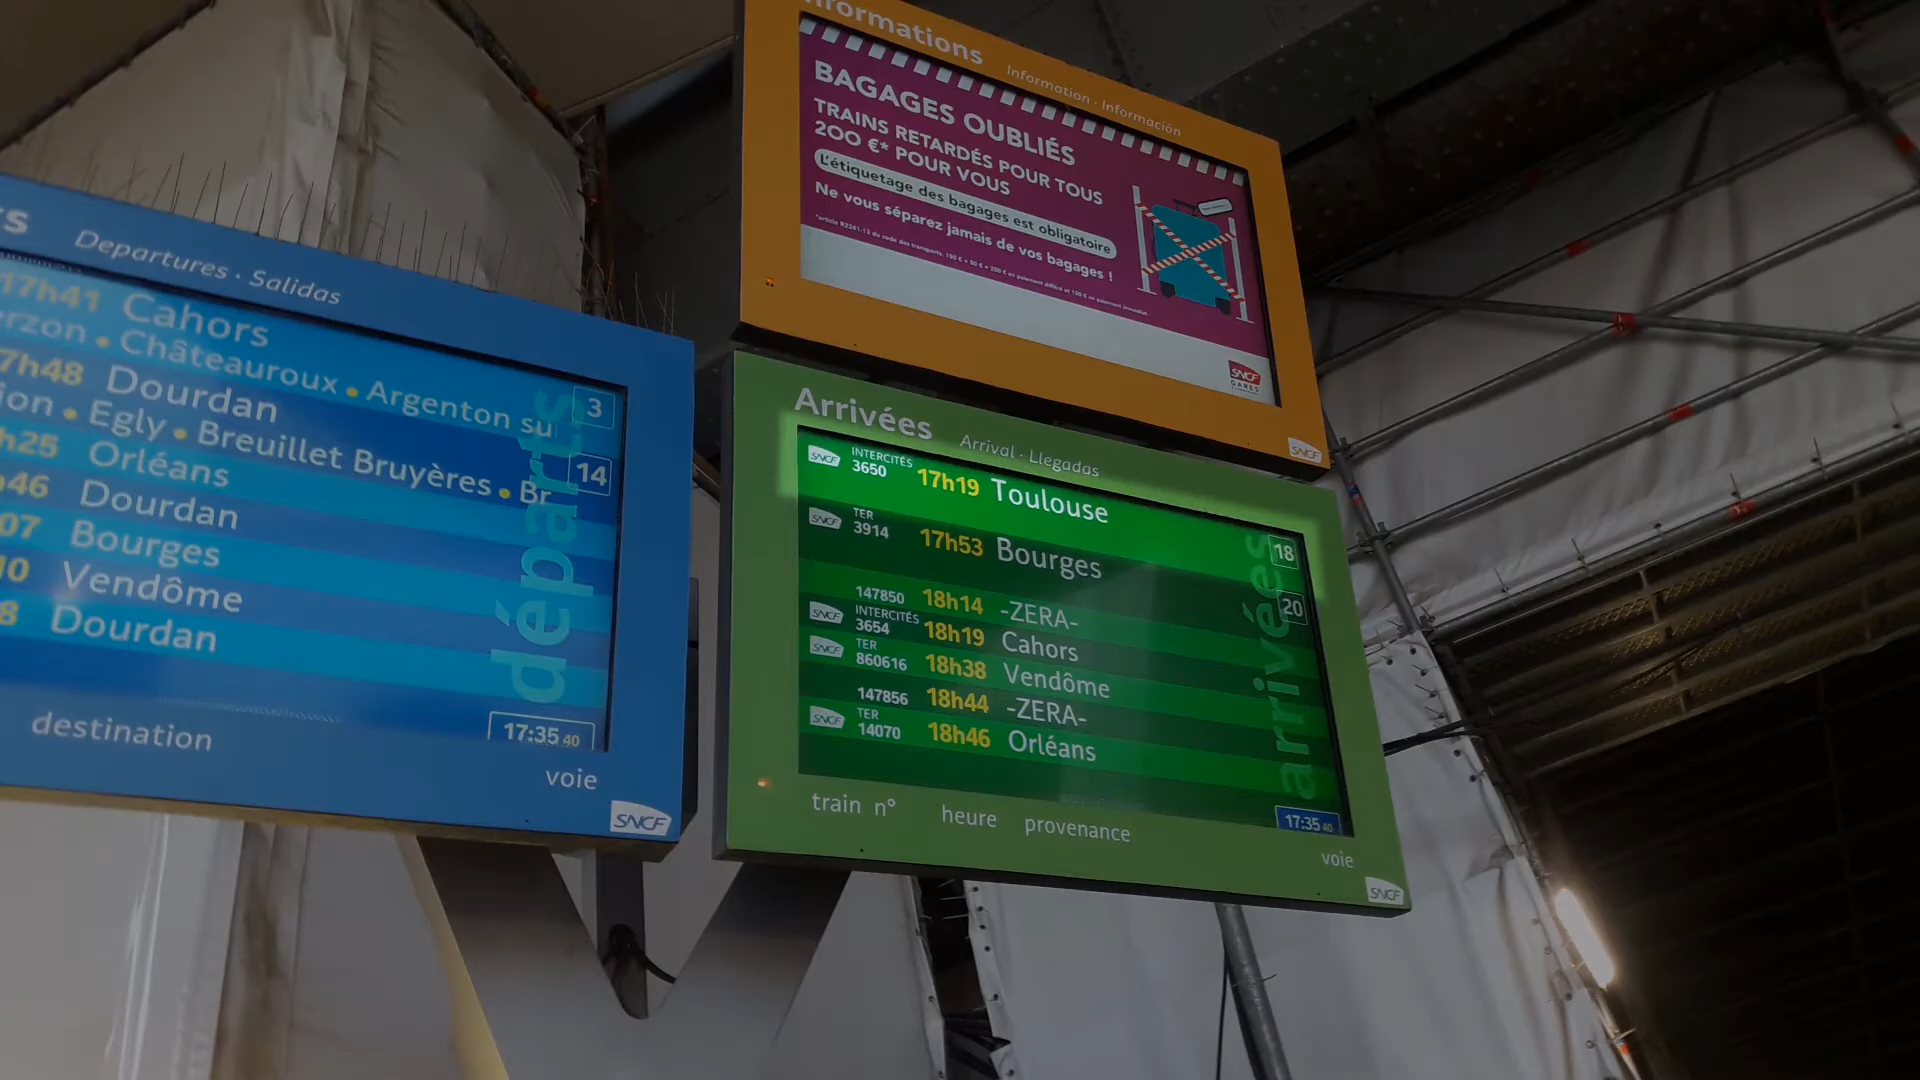 Informations
Information · Información
BAGAGES OUBLIÉS
TRAINS RETARDÉS POUR TOUS
200 €* POUR VOUS
L'étiquetage des bagages est obligatoire
Ne vous séparez jamais de vos bagages !
SNCF
GARES
SNCF
Departures · Salidas
17h41 Cahors
Châteauroux • Argenton su
3
7h48 Dourdan
Egly • Breuillet Bruyères • Br
14
h25 Orléans
46 Dourdan
07 Bourges
10 Vendôme
8 Dourdan
départs
17:35 40
destination
voie
SNCF
Arrivées
Arrival · Llegadas
SNCF INTERCITÉS 3650 17h19 Toulouse 18
SNCF TER 3914 17h53 Bourges 20
147850 18h14 -ZERA-
SNCF INTERCITÉS 3654 18h19 Cahors
SNCF TER 860616 18h38 Vendôme
147856 18h44 -ZERA-
SNCF TER 14070 18h46 Orléans
arrivées
17:35 40
train n° heure provenance
voie
SNCF